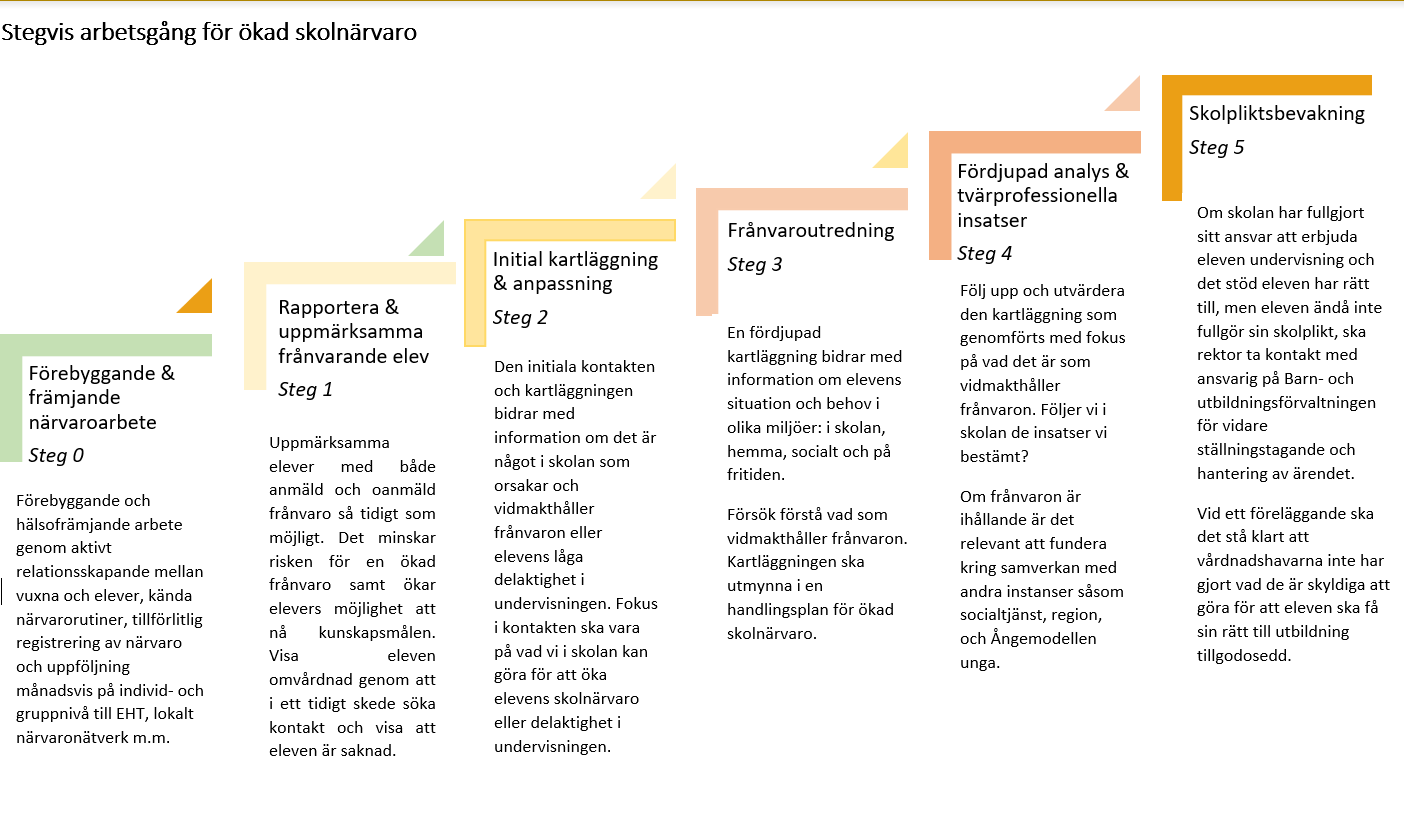 Stegvis arbetsgång för ökad skolnärvaro
Förebyggande &
främjande
närvaroarbete
Steg 0
Förebyggande och
hälsofrämjande arbete
genom aktivt
relationsskapande mellan
vuxna och elever, kända
närvarorutiner, tillförlitlig
registrering av närvaro
och uppföljning
månadsvis på individ- och
gruppnivå till EHT, lokalt
närvaronätverk m.m.
Rapportera &
uppmärksamma
frånvarande elev
Steg 1
Uppmärksamma
elever med både
anmäld och oanmäld
frånvaro så tidigt som
möjligt. Det minskar
risken för en ökad
frånvaro samt ökar
elevers möjlighet att
nå kunskapsmålen.
Visa eleven
omvårdnad genom att
i ett tidigt skede söka
kontakt och visa att
eleven är saknad.
Initial kartläggning
& anpassning
Steg 2
Den initiala kontakten
och kartläggningen
bidrar med
information om det är
något i skolan som
orsakar och
vidmakthåller
frånvaron eller
elevens låga
delaktighet i
undervisningen. Fokus
i kontakten ska vara
på vad vi i skolan kan
göra för att öka
elevens skolnärvaro
eller delaktighet i
undervisningen.
Frånvaroutredning
Steg 3
En fördjupad
kartläggning bidrar med
information om elevens
situation och behov i
olika miljöer: i skolan,
hemma, socialt och på
fritiden.
Försök förstå vad som
vidmakthåller frånvaron.
Kartläggningen ska
utmynna i en
handlingsplan för ökad
skolnärvaro.
Fördjupad analys &
tvärprofessionella
insatser
Steg 4
Följ upp och utvärdera
den kartläggning som
genomförts med fokus
på vad det är som
vidmakthåller
frånvaron. Följer vi i
skolan de insatser vi
bestämt?
Om frånvaron är
ihållande är det
relevant att fundera
kring samverkan med
andra instanser såsom
socialtjänst, region,
och Ångemodellen
unga.
Skolpliktsbevakning
Steg 5
Om skolan har fullgjort
sitt ansvar att erbjuda
eleven undervisning och
det stöd eleven har rätt
till, men eleven ändå inte
fullgör sin skolplikt, ska
rektor ta kontakt med
ansvarig på Barn- och
utbildningsförvaltningen
för vidare
ställningstagande och
hantering av ärendet.
Vid ett föreläggande ska
det stå klart att
vårdnadshavarna inte har
gjort vad de är skyldiga att
göra för att eleven ska få
sin rätt till utbildning
tillgodosedd.